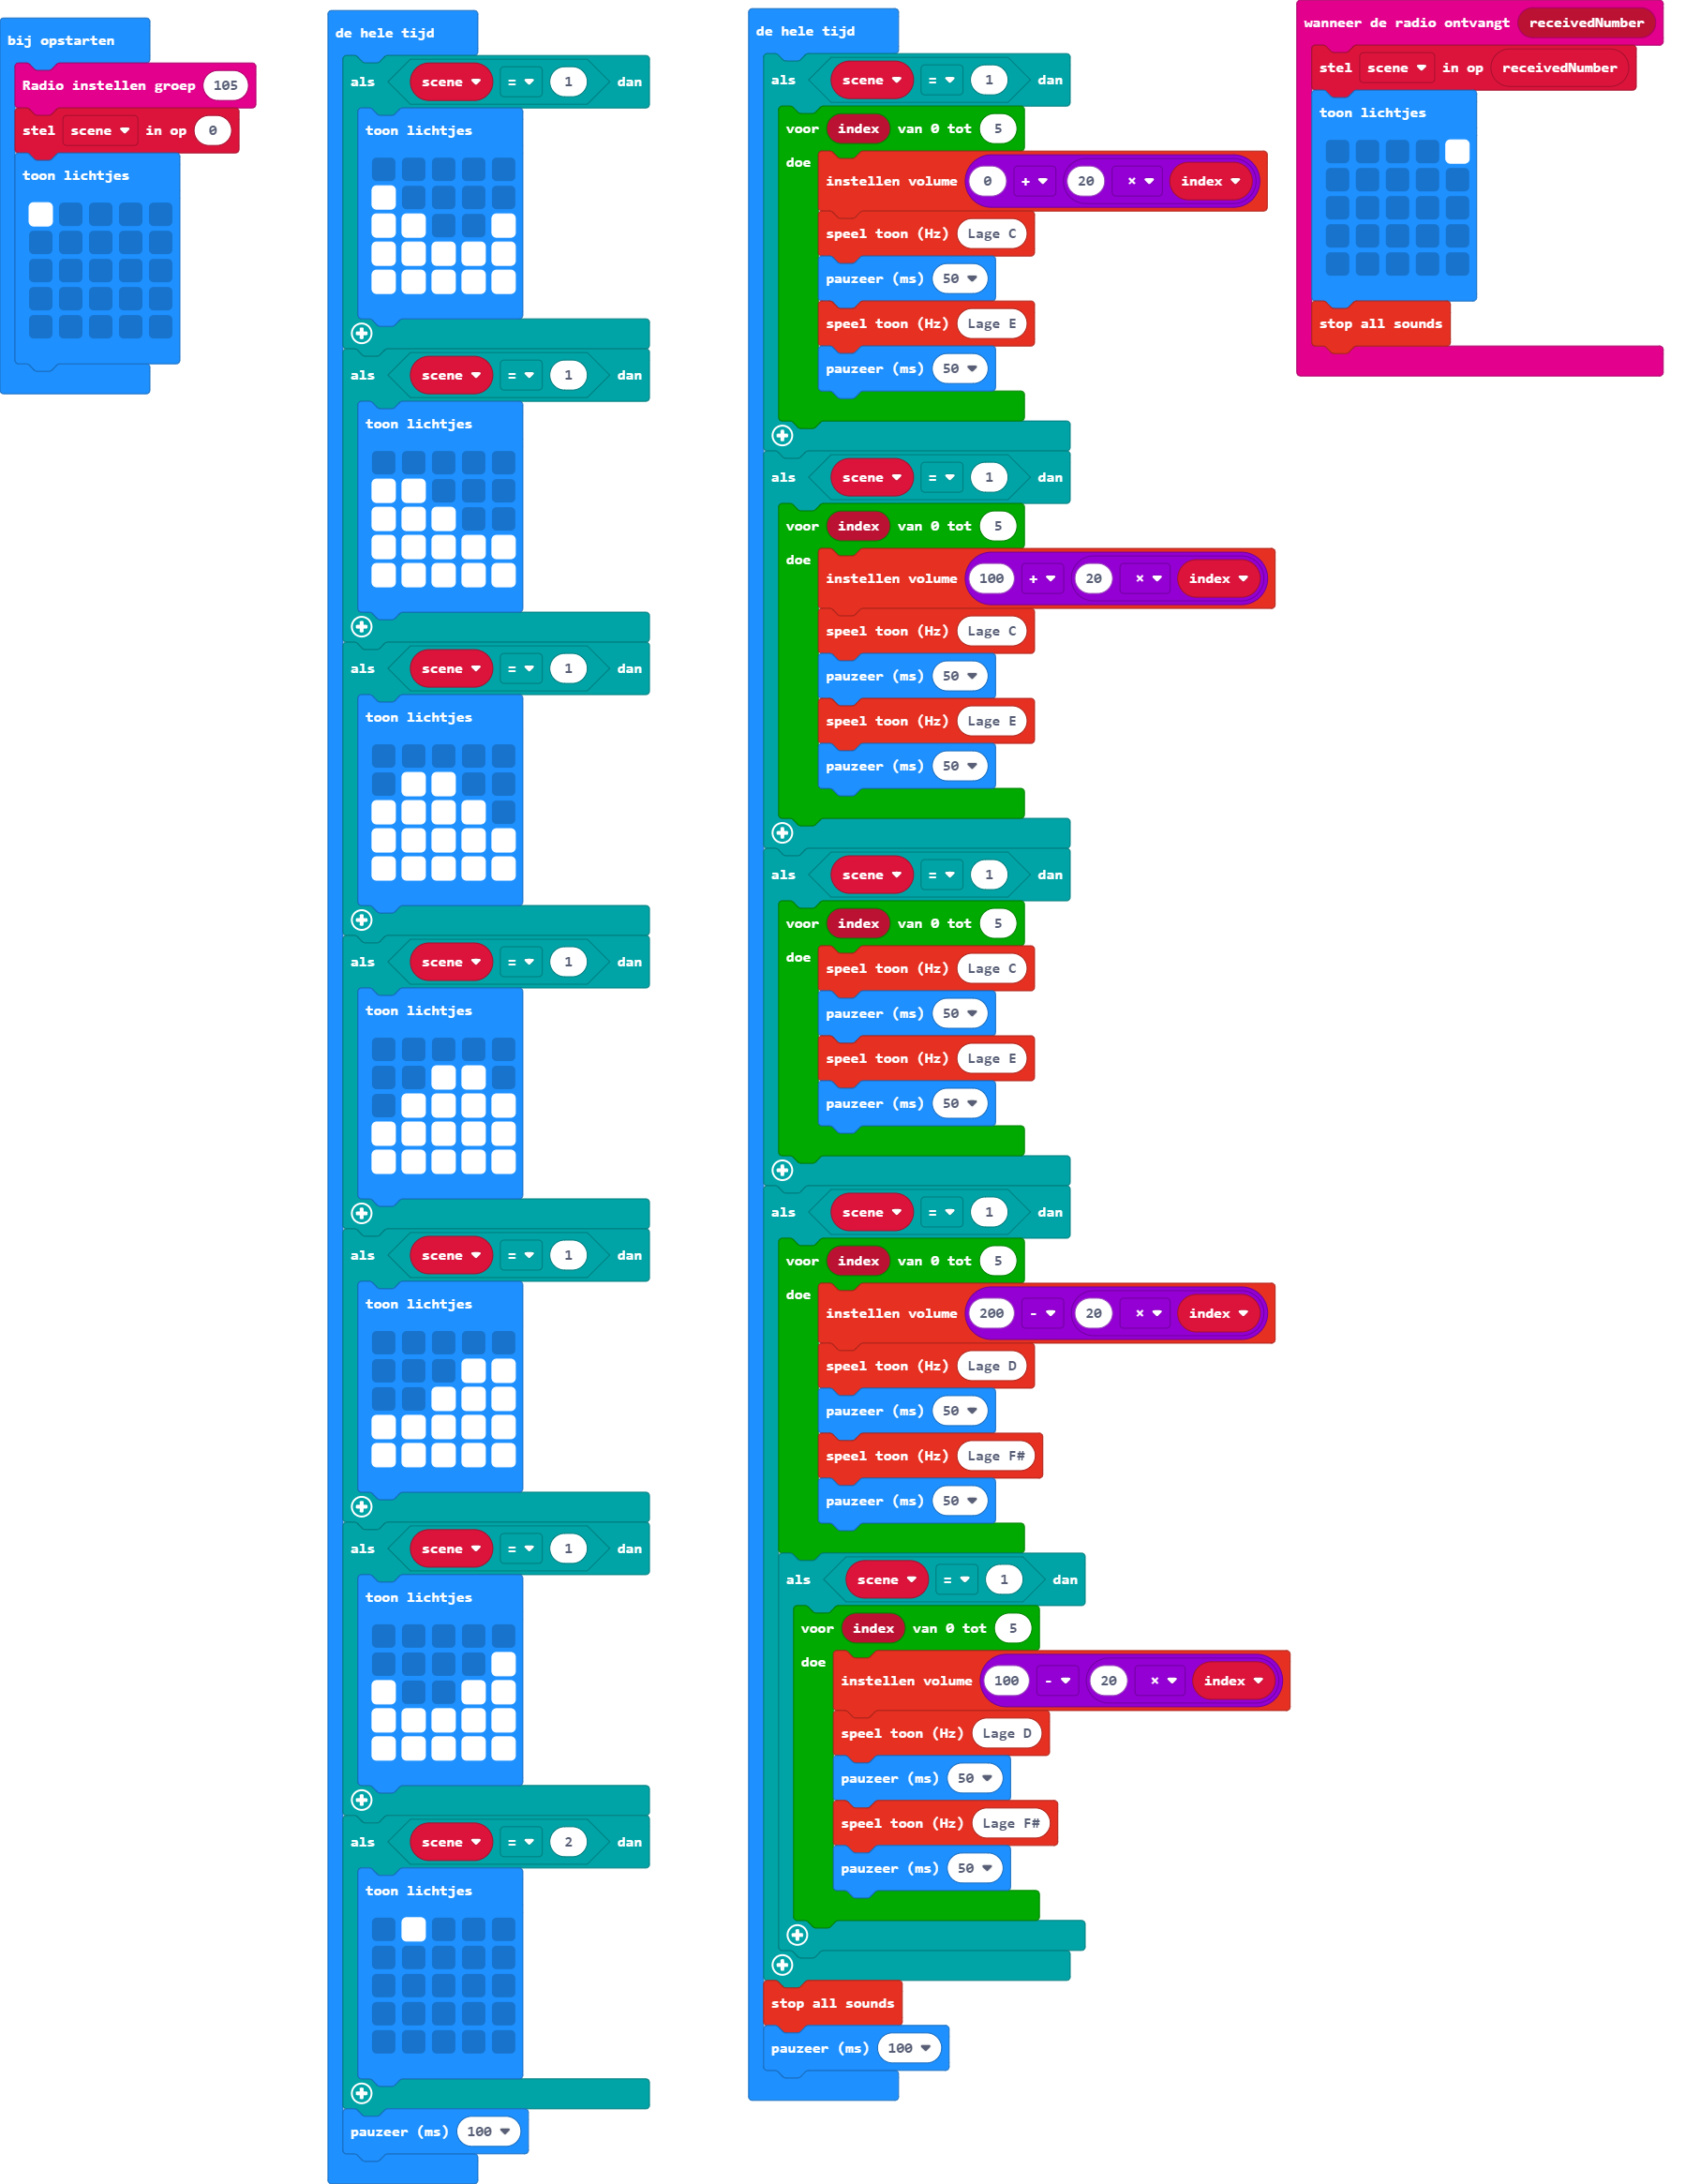 bij opstarten
Radio instellen groep 105
stel scene in op 0
toon lichtjes
de hele tijd
als scene = 1 dan
toon lichtjes
als scene = 1 dan
toon lichtjes
als scene = 1 dan
toon lichtjes
als scene = 1 dan
toon lichtjes
als scene = 1 dan
toon lichtjes
als scene = 1 dan
toon lichtjes
als scene = 2 dan
toon lichtjes
pauzeer (ms) 100
de hele tijd
als scene = 1 dan
voor index van 0 tot 5
doe
instellen volume 0 + 20 × index
speel toon (Hz) Lage C
pauzeer (ms) 50
speel toon (Hz) Lage E
pauzeer (ms) 50
als scene = 1 dan
voor index van 0 tot 5
doe
instellen volume 100 + 20 × index
speel toon (Hz) Lage C
pauzeer (ms) 50
speel toon (Hz) Lage E
pauzeer (ms) 50
als scene = 1 dan
voor index van 0 tot 5
doe
speel toon (Hz) Lage C
pauzeer (ms) 50
speel toon (Hz) Lage E
pauzeer (ms) 50
als scene = 1 dan
voor index van 0 tot 5
doe
instellen volume 200 - 20 × index
speel toon (Hz) Lage D
pauzeer (ms) 50
speel toon (Hz) Lage F#
pauzeer (ms) 50
als scene = 1 dan
voor index van 0 tot 5
doe
instellen volume 100 - 20 × index
speel toon (Hz) Lage D
pauzeer (ms) 50
speel toon (Hz) Lage F#
pauzeer (ms) 50
stop all sounds
pauzeer (ms) 100
wanneer de radio ontvangt receivedNumber
stel scene in op receivedNumber
toon lichtjes
stop all sounds